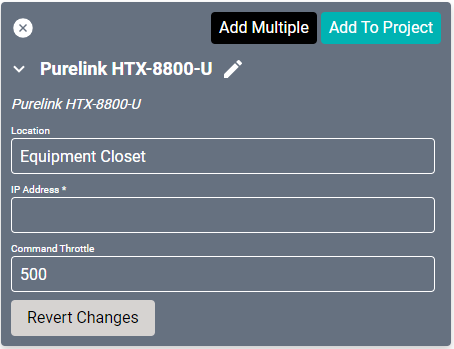 Add Multiple
Add To Project
Purelink HTX-8800-U
Purelink HTX-8800-U
Location
Equipment Closet
IP Address *
Command Throttle
500
Revert Changes